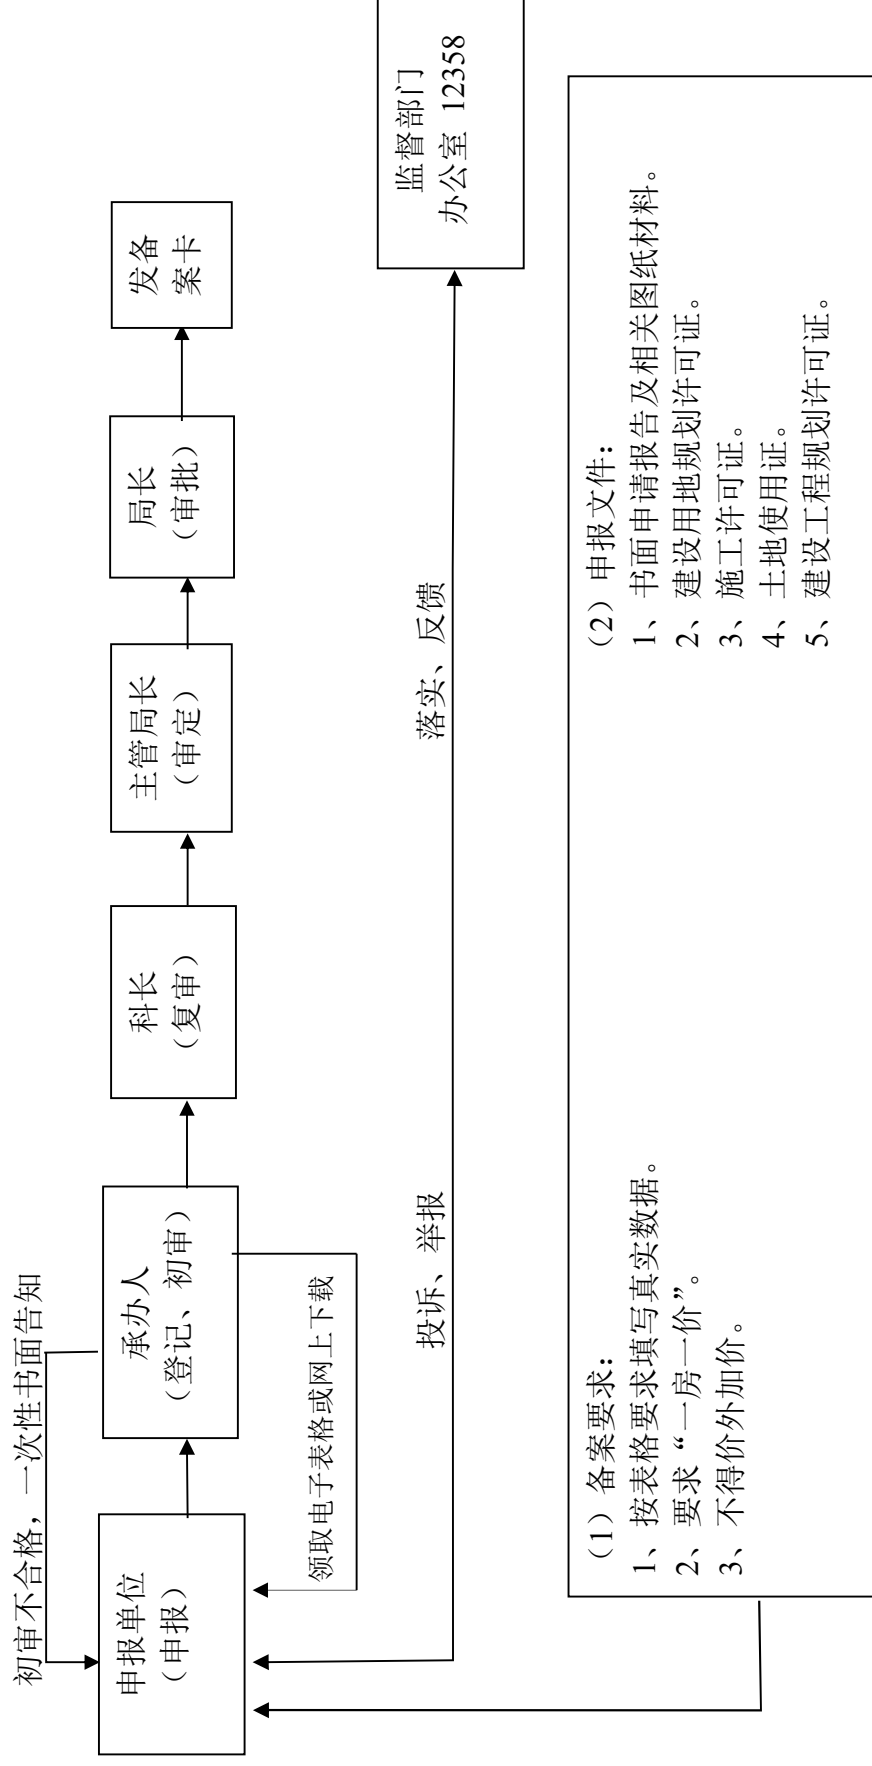 初审不合格，一次性书面告知
申报单位
（申报）
承办人
（登记、初审）
科长
（复审）
主管局长
（审定）
局长
（审批）
发备
案卡
领取电子表格或网上下载
投诉、举报
落实、反馈
监督部门
办公室 12358
（1）备案要求：
1、按表格要求填写真实数据。
2、要求“一房一价”。
3、不得价外加价。
（2）申报文件：
1、书面申请报告及相关图纸材料。
2、建设用地规划许可证。
3、施工许可证。
4、土地使用证。
5、建设工程规划许可证。